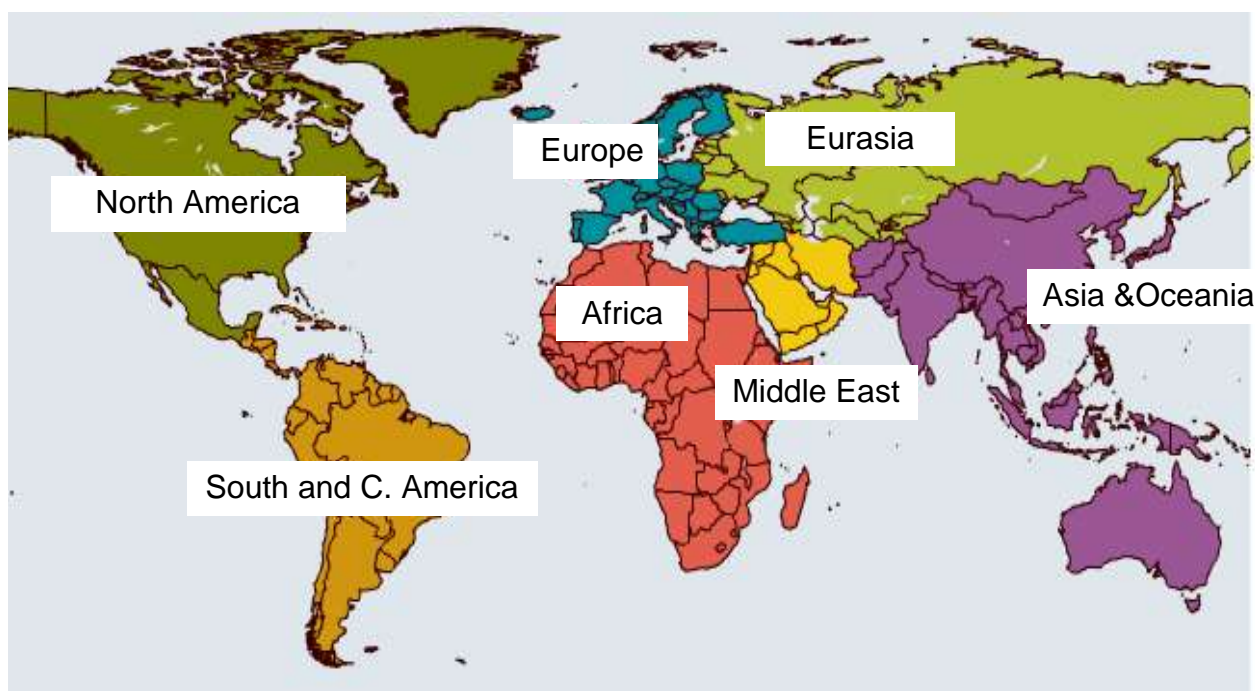 Europe
Eurasia
North America
Asia &Oceania
Africa
Middle East
South and C. America